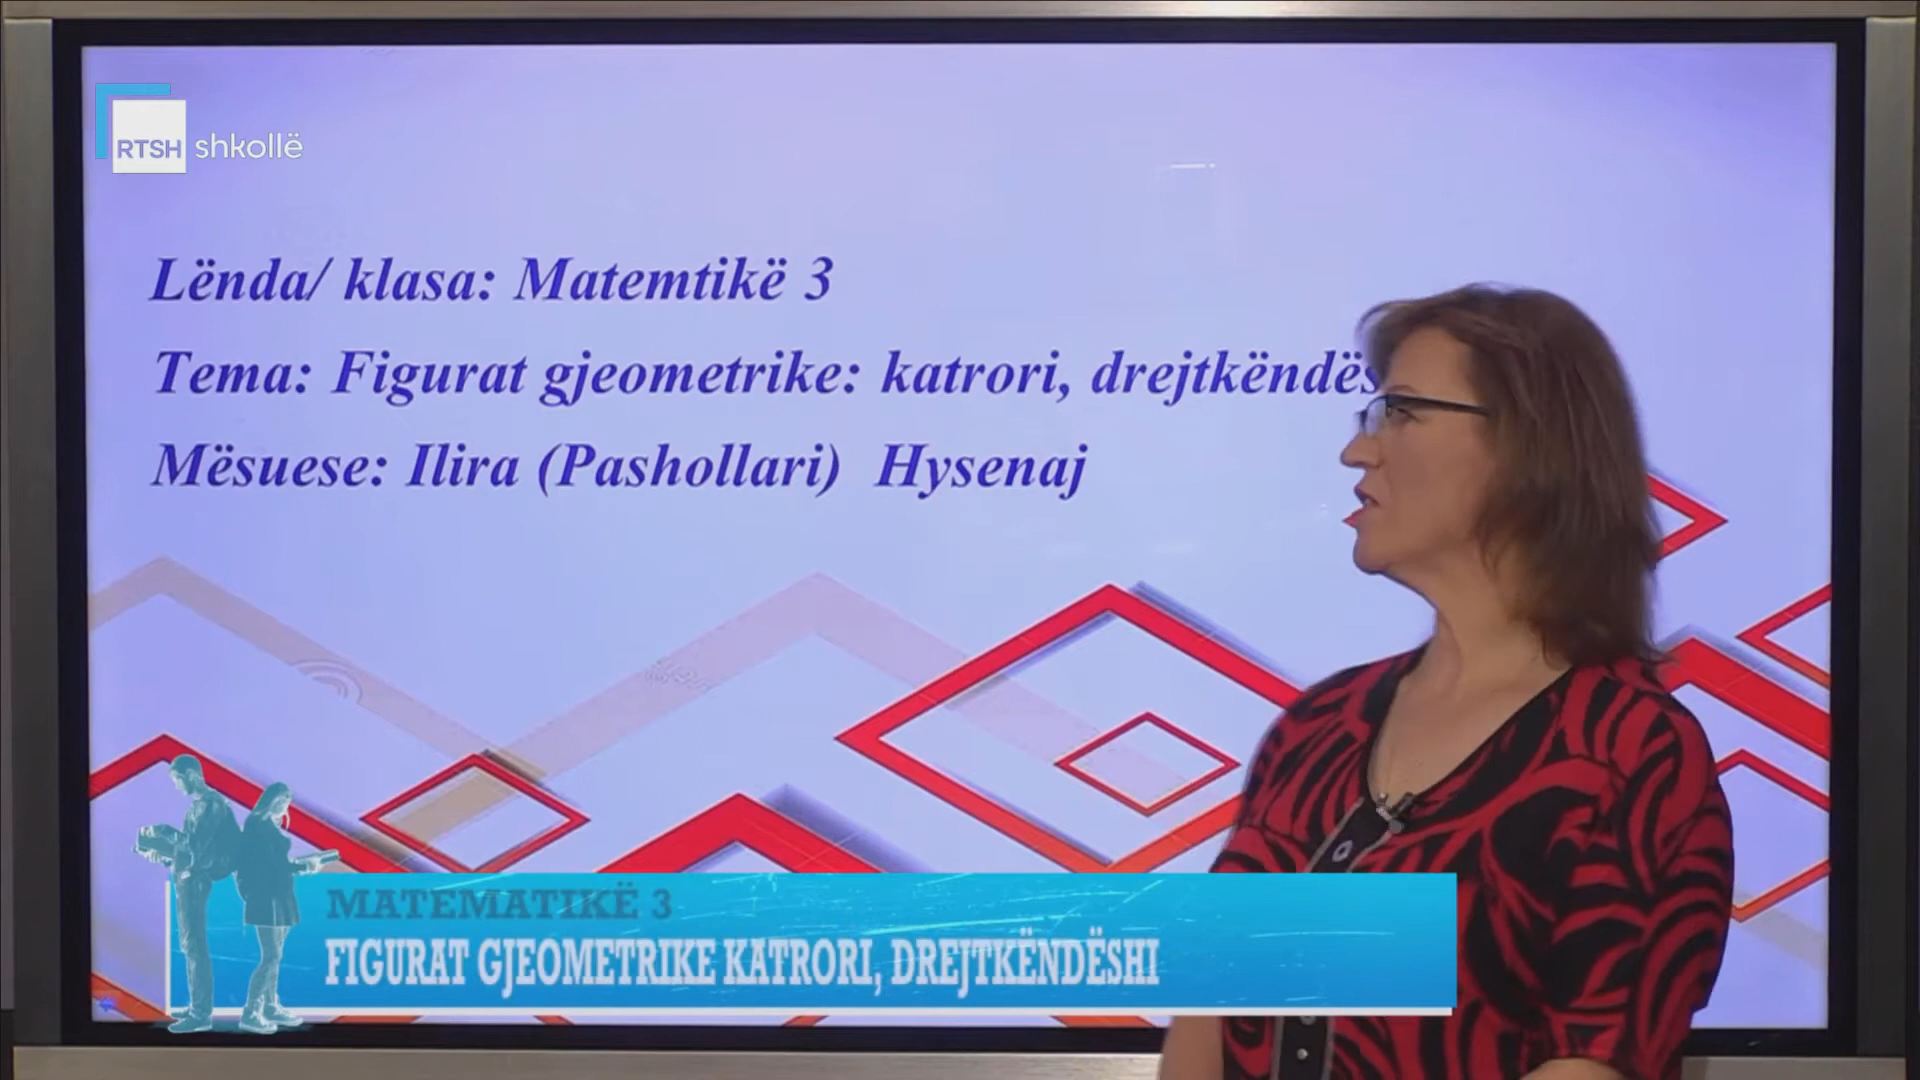 RTSH shkollë
Lënda/ klasa: Matemtikë 3
Tema: Figurat gjeometrike: katrori, drejtkëndës
Mësuese: Ilira (Pashollari) Hysenaj
MATEMATIKË 3
FIGURAT GJEOMETRIKE KATRORI, DREJTKËNDËSHI